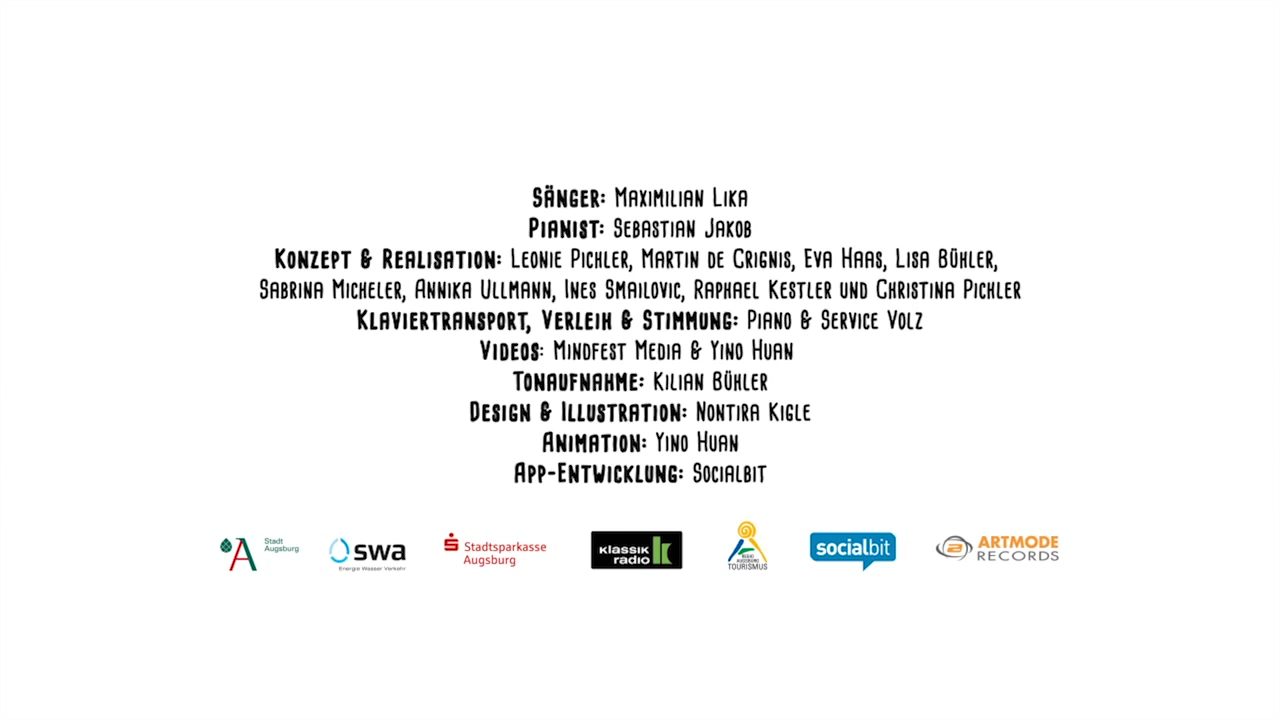 Sänger: Maximilian Lika
Pianist: Sebastian Jakob
Konzept & Realisation: Leonie Pichler, Martin de Crignis, Eva Haas, Lisa Bühler,
Sabrina Micheler, Annika Ullmann, Ines Smailovic, Raphael Kestler und Christina Pichler
Klaviertransport, Verleih & Stimmung: Piano & Service Volz
Videos: Mindfest Media & Yino Huan
Tonaufnahme: Kilian Bühler
Design & Illustration: Nontira Kigle
Animation: Yino Huan
App-Entwicklung: Socialbit
A Stadt
Augsburg
swa
Energie Wasser Verkehr
Stadtsparkasse
Augsburg
Klassik
radio
REGIO
AUGSBURG
TOURISMUS
socialbit
a ARTMODE
RECORDS